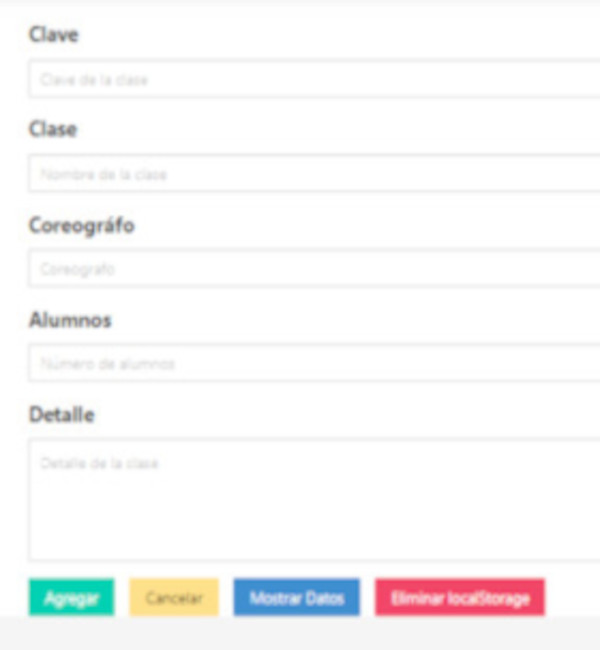 Clave
Clave de la clase
Clase
Nombre de la clase
Coreográfo
Coreografo
Alumnos
Número de alumnos
Detalle
Detalle de la clase
Agregar Cancelar Mostrar Datos Eliminar localStorage